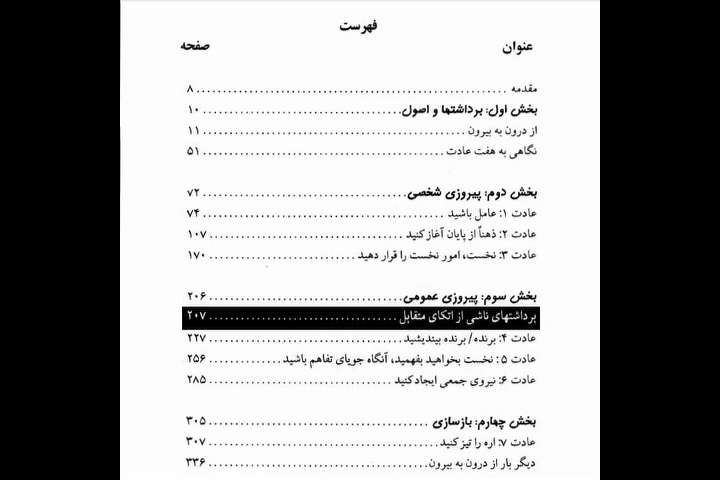 فهرست
عنوان صفحه
مقدمه ........ ۸
بخش اول: برداشتها و اصول ........ ۱۰
از درون به بیرون ........ ۱۱
نگاهی به هفت عادت ........ ۵۱
بخش دوم: پیروزی شخصی ........ ۷۲
عادت ۱: عامل باشید ........ ۷۴
عادت ۲: ذهناً از پایان آغاز کنید ........ ۱۰۷
عادت ۳: نخست، امور نخست را قرار دهید ........ ۱۷۰
بخش سوم: پیروزی عمومی ........ ۲۰۶
برداشتهای ناشی از اتکای متقابل ........ ۲۰۷
عادت ۴: برنده/ برنده بیندیشید ........ ۲۲۷
عادت ۵: نخست بخواهید بفهمید، آنگاه جویای تفاهم باشید ........ ۲۵۶
عادت ۶: نیروی جمعی ایجاد کنید ........ ۲۸۵
بخش چهارم: بازسازی ........ ۳۰۵
عادت ۷: اره را تیز کنید ........ ۳۰۷
دیگر بار از درون به بیرون ........ ۳۳۶